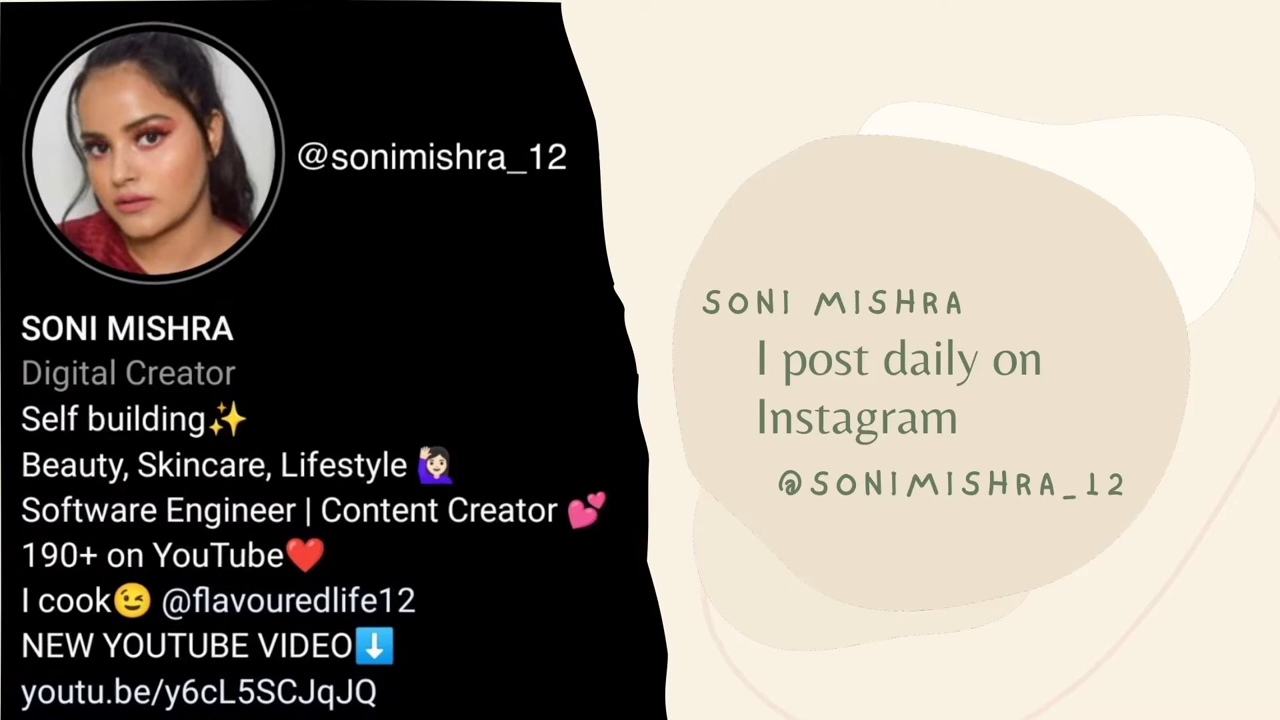 @sonimishra_12
SONI MISHRA
Digital Creator
Self building✨
Beauty, Skincare, Lifestyle 🙋🏻‍♀️
Software Engineer | Content Creator 💕
190+ on YouTube❤️
I cook😉 @flavouredlife12
NEW YOUTUBE VIDEO⬇️
youtu.be/y6cL5SCJqJQ
SONI MISHRA
I post daily on
Instagram
@SONIMISHRA_12